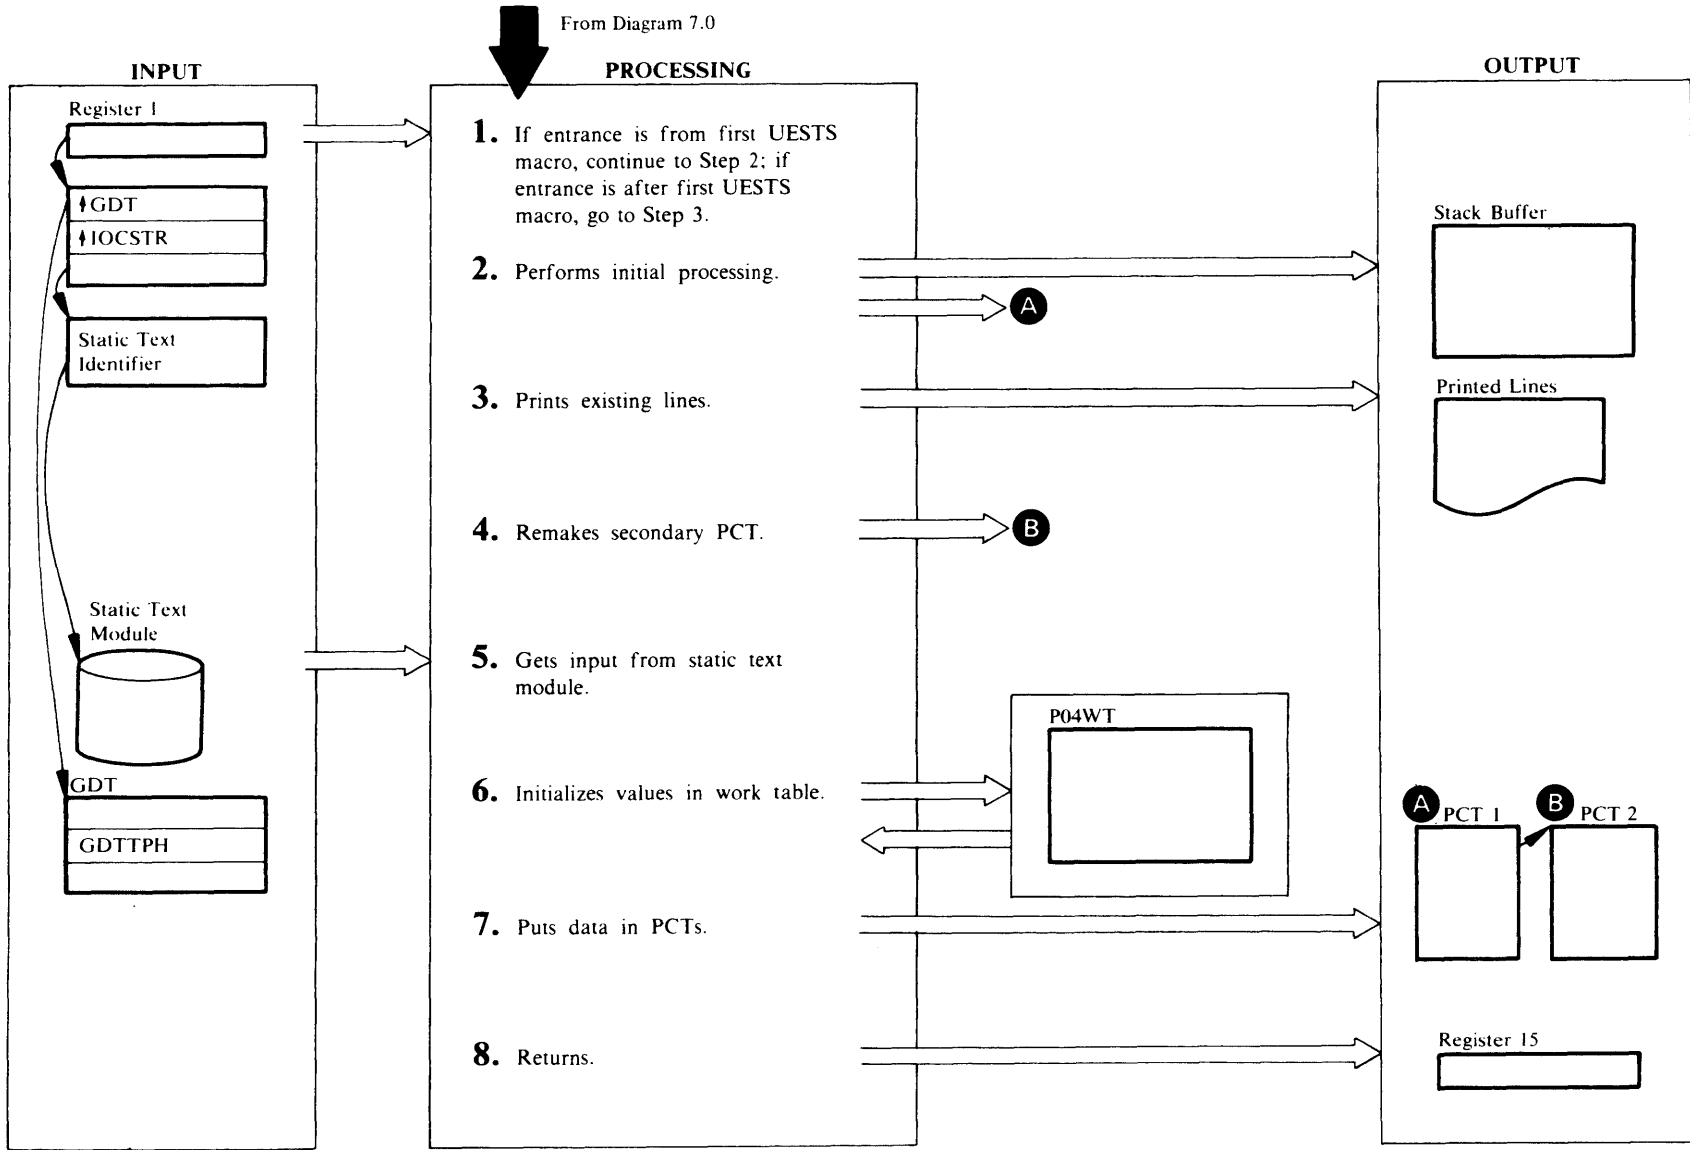 From Diagram 7.0
INPUT
PROCESSING
OUTPUT
Register 1
↑GDT
↑IOCSTR
Static Text
Identifier
Static Text
Module
GDT
GDTTPH
1. If entrance is from first UESTS
macro, continue to Step 2; if
entrance is after first UESTS
macro, go to Step 3.
2. Performs initial processing.
A
3. Prints existing lines.
4. Remakes secondary PCT.
B
5. Gets input from static text
module.
6. Initializes values in work table.
P04WT
7. Puts data in PCTs.
8. Returns.
Stack Buffer
Printed Lines
A PCT 1
B PCT 2
Register 15